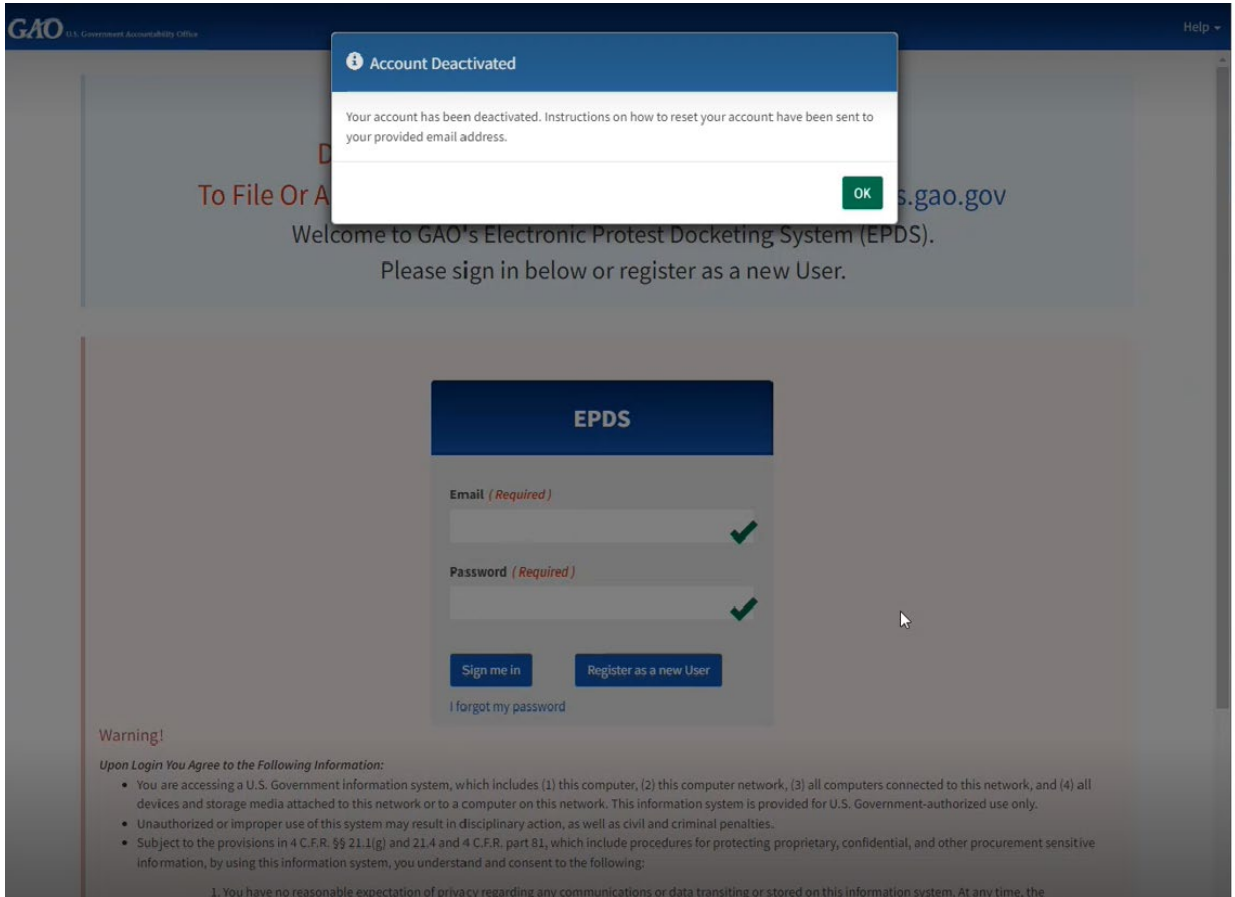 GAO U.S. Government Accountability Office
Help
Account Deactivated
Your account has been deactivated. Instructions on how to reset your account have been sent to
your provided email address.
OK
D
To File Or A s.gao.gov
Welcome to GAO's Electronic Protest Docketing System (EPDS).
Please sign in below or register as a new User.
EPDS
Email (Required)
Password (Required)
Sign me in Register as a new User
I forgot my password
Warning!
Upon Login You Agree to the Following Information:
• You are accessing a U.S. Government information system, which includes (1) this computer, (2) this computer network, (3) all computers connected to this network, and (4) all
devices and storage media attached to this network or to a computer on this network. This information system is provided for U.S. Government-authorized use only.
• Unauthorized or improper use of this system may result in disciplinary action, as well as civil and criminal penalties.
• Subject to the provisions in 4 C.F.R. §§ 21.1(g) and 21.4 and 4 C.F.R. part 81, which include procedures for protecting proprietary, confidential, and other procurement sensitive
information, by using this information system, you understand and consent to the following:
1. You have no reasonable expectation of privacy regarding any communications or data transiting or stored on this information system. At any time, the